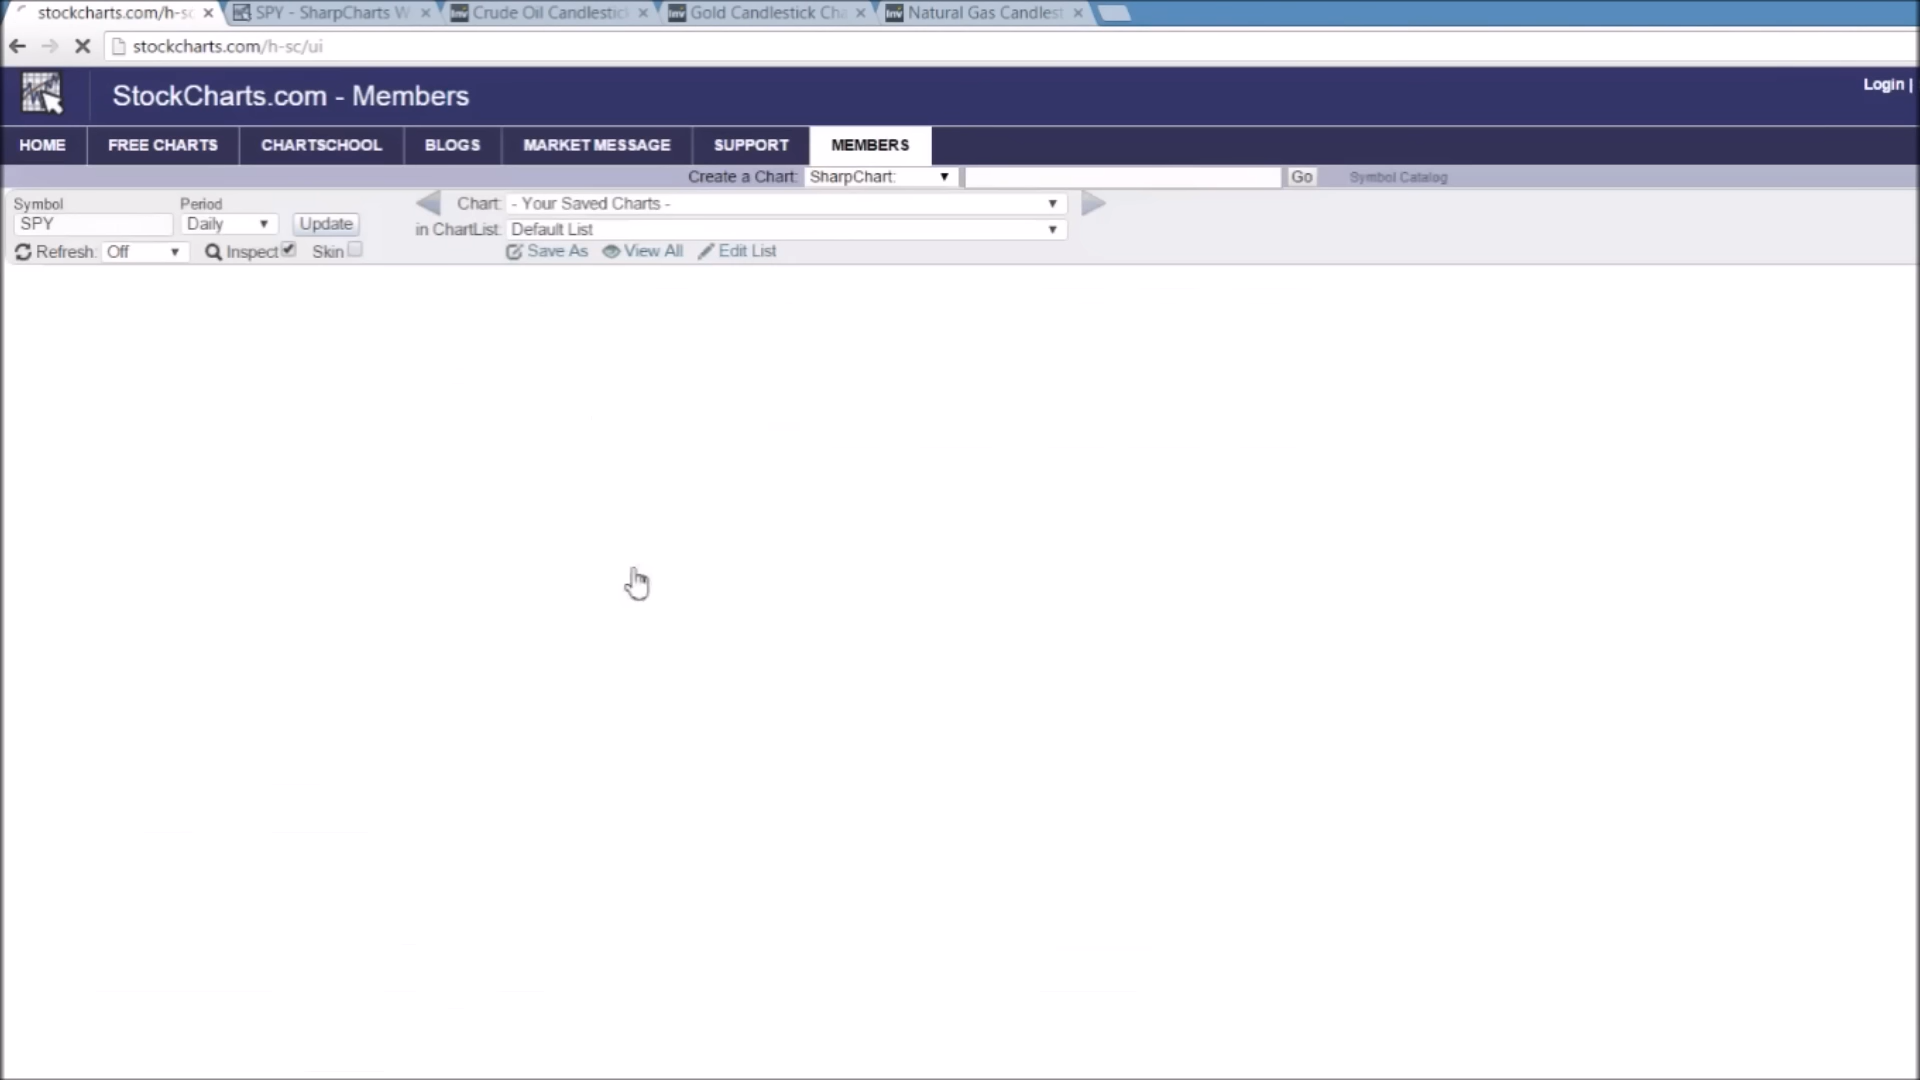 stockcharts.com/h-sc SPY - SharpCharts W Crude Oil Candlestic Gold Candlestick Cha Natural Gas Candlest
stockcharts.com/h-sc/ui
Login |
StockCharts.com - Members
HOME FREE CHARTS CHARTSCHOOL BLOGS MARKET MESSAGE SUPPORT MEMBERS
Create a Chart: SharpChart: Go Symbol Catalog
Symbol Period Chart: - Your Saved Charts -
SPY Daily Update in ChartList: Default List
Refresh: Off Inspect Skin Save As View All Edit List